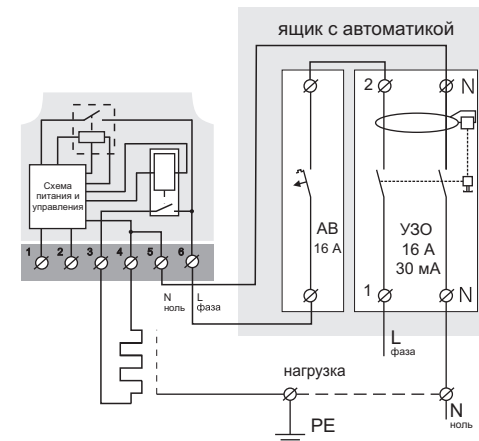 ящик с автоматикой
2
N
Схема
питания и
управления
АВ
16 А
УЗО
16 А
30 мА
1
2
3
4
5
6
1
N
N
ноль
L
фаза
L
фаза
нагрузка
N
ноль
PE